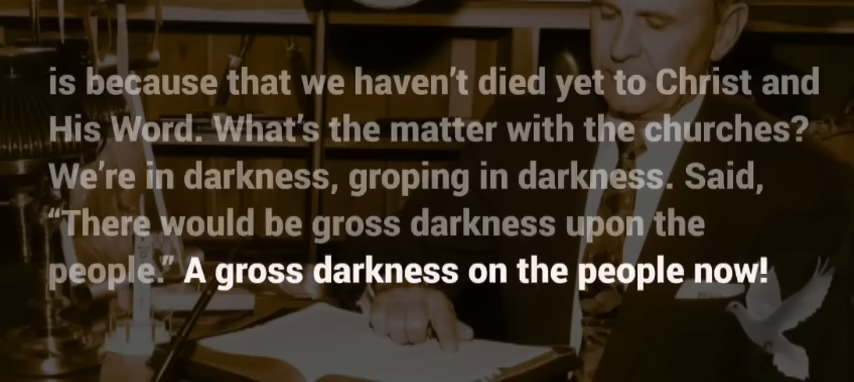 is because that we haven’t died yet to Christ and
His Word. What’s the matter with the churches?
We’re in darkness, groping in darkness. Said,
“There would be gross darkness upon the
people.” A gross darkness on the people now!